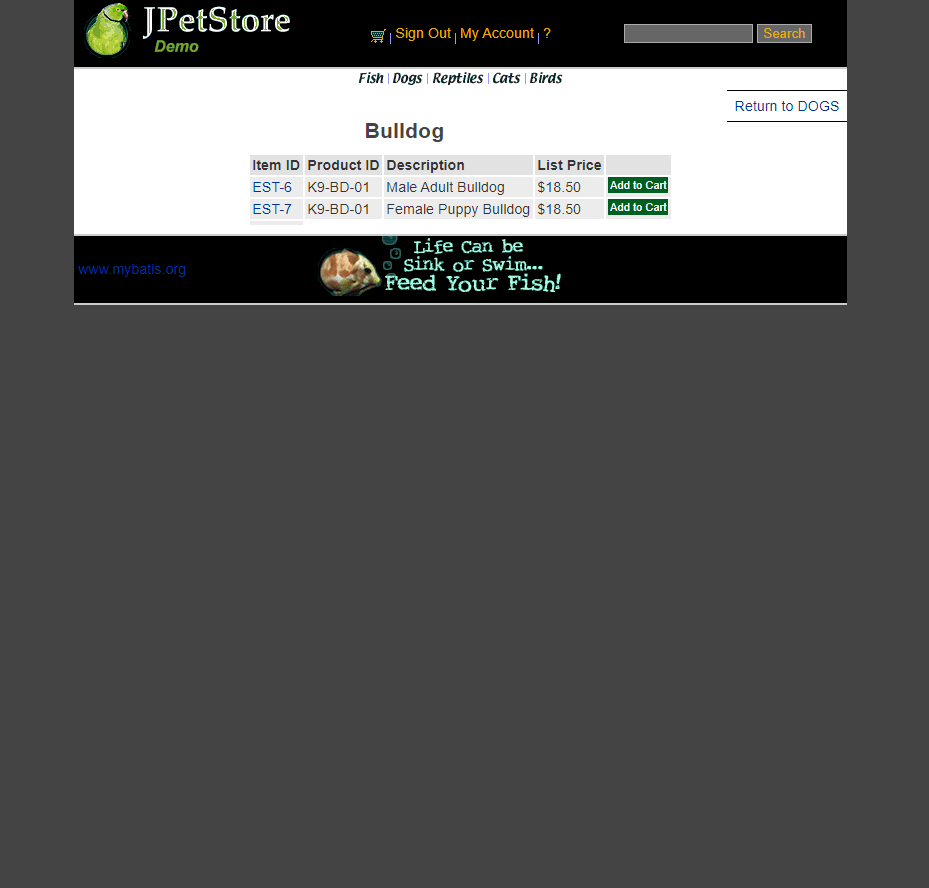 JPetStore
Demo
Sign Out | My Account | ?
Search
Fish | Dogs | Reptiles | Cats | Birds
Return to DOGS
Bulldog
Item ID Product ID Description List Price
EST-6 K9-BD-01 Male Adult Bulldog $18.50 Add to Cart
EST-7 K9-BD-01 Female Puppy Bulldog $18.50 Add to Cart
www.mybatis.org
Life Can be
Sink or Swim...
Feed Your Fish!